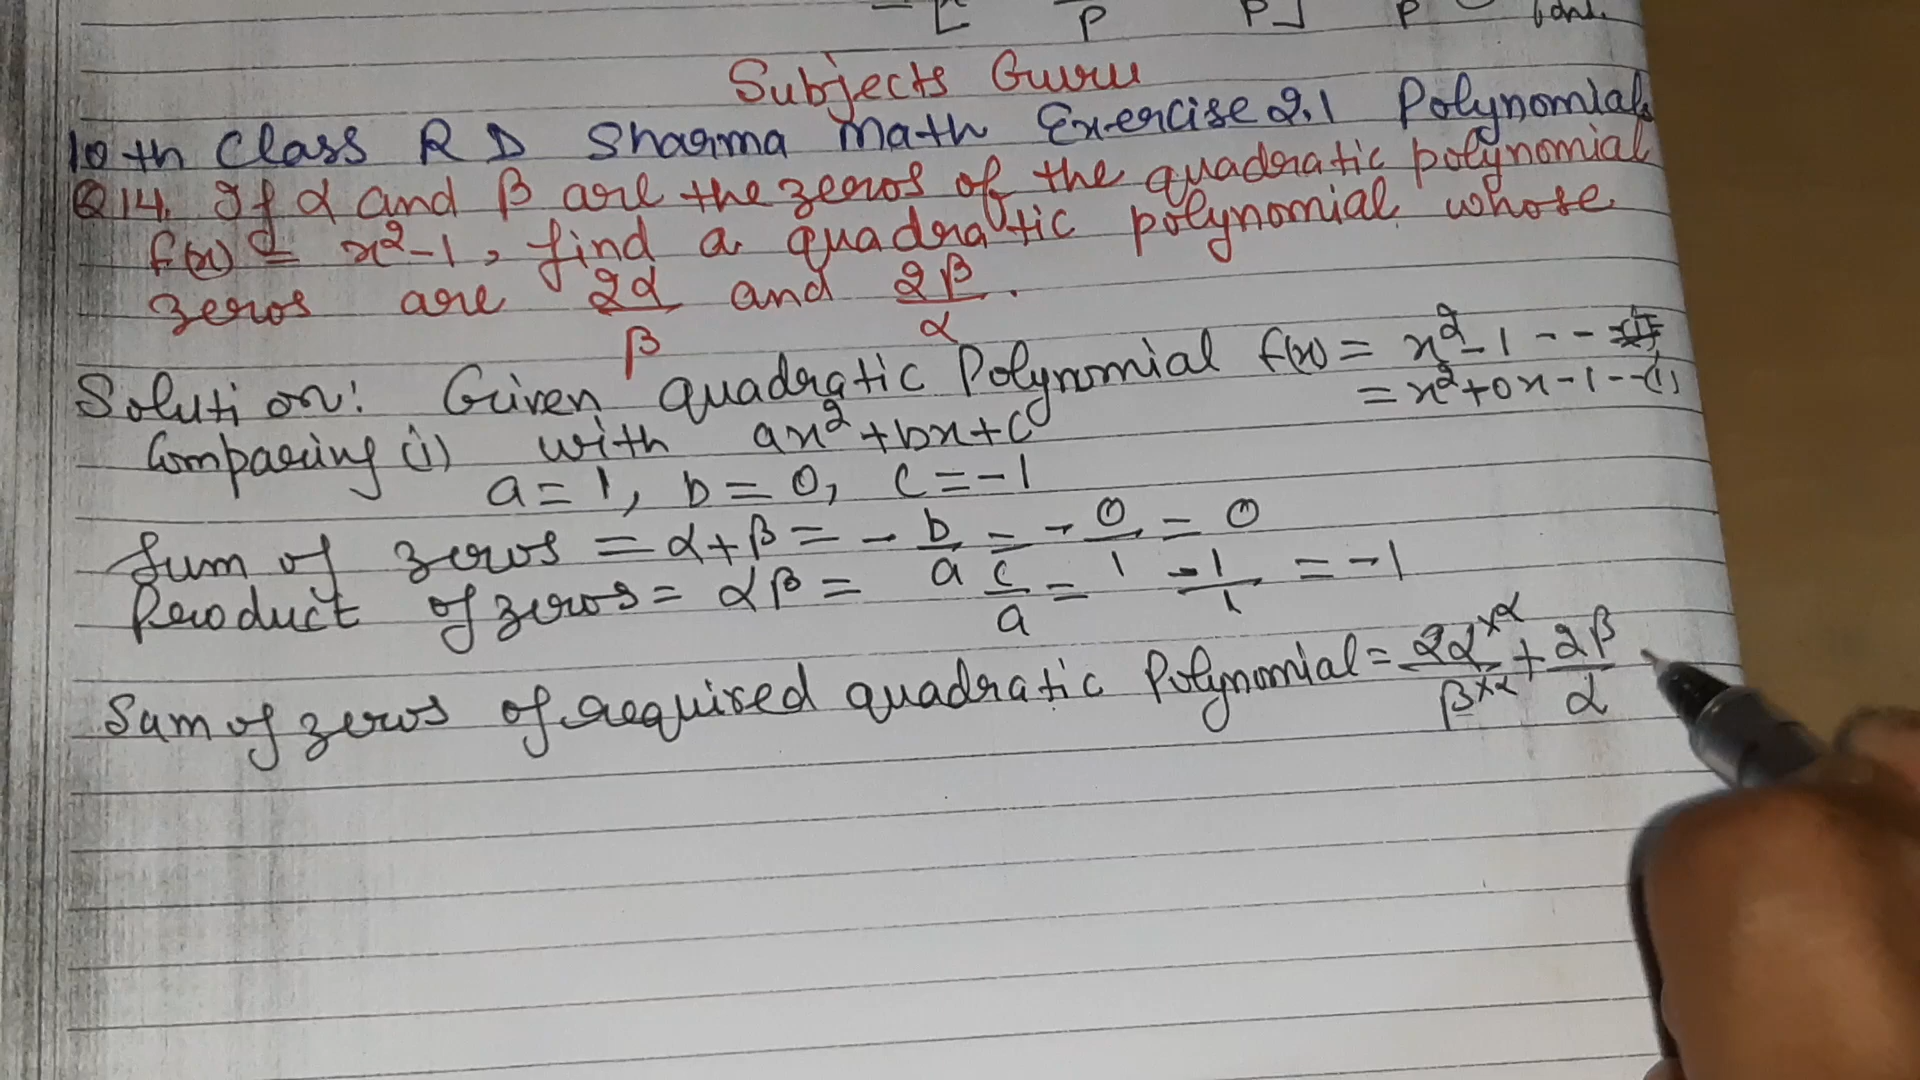 P P P
Subjects Guru
10th Class R D Sharma Math Exercise 2.1 Polynomials
Q14. If α and β are the zeros of the quadratic polynomial
f(x) = x²-1, find a quadratic polynomial whose
zeros are 2α/β and 2β/α.
Solution: Given quadratic Polynomial f(x) = x²-1 --
= x²+0x-1--(i)
Comparing (i) with ax²+bx+c
a=1, b=0, c=-1
Sum of zeros = α+β = -b/a = -0/1 = 0
Product of zeros = αβ = c/a = -1/1 = -1
Sum of zeros of required quadratic Polynomial = 2α×α/β×α + 2β/α